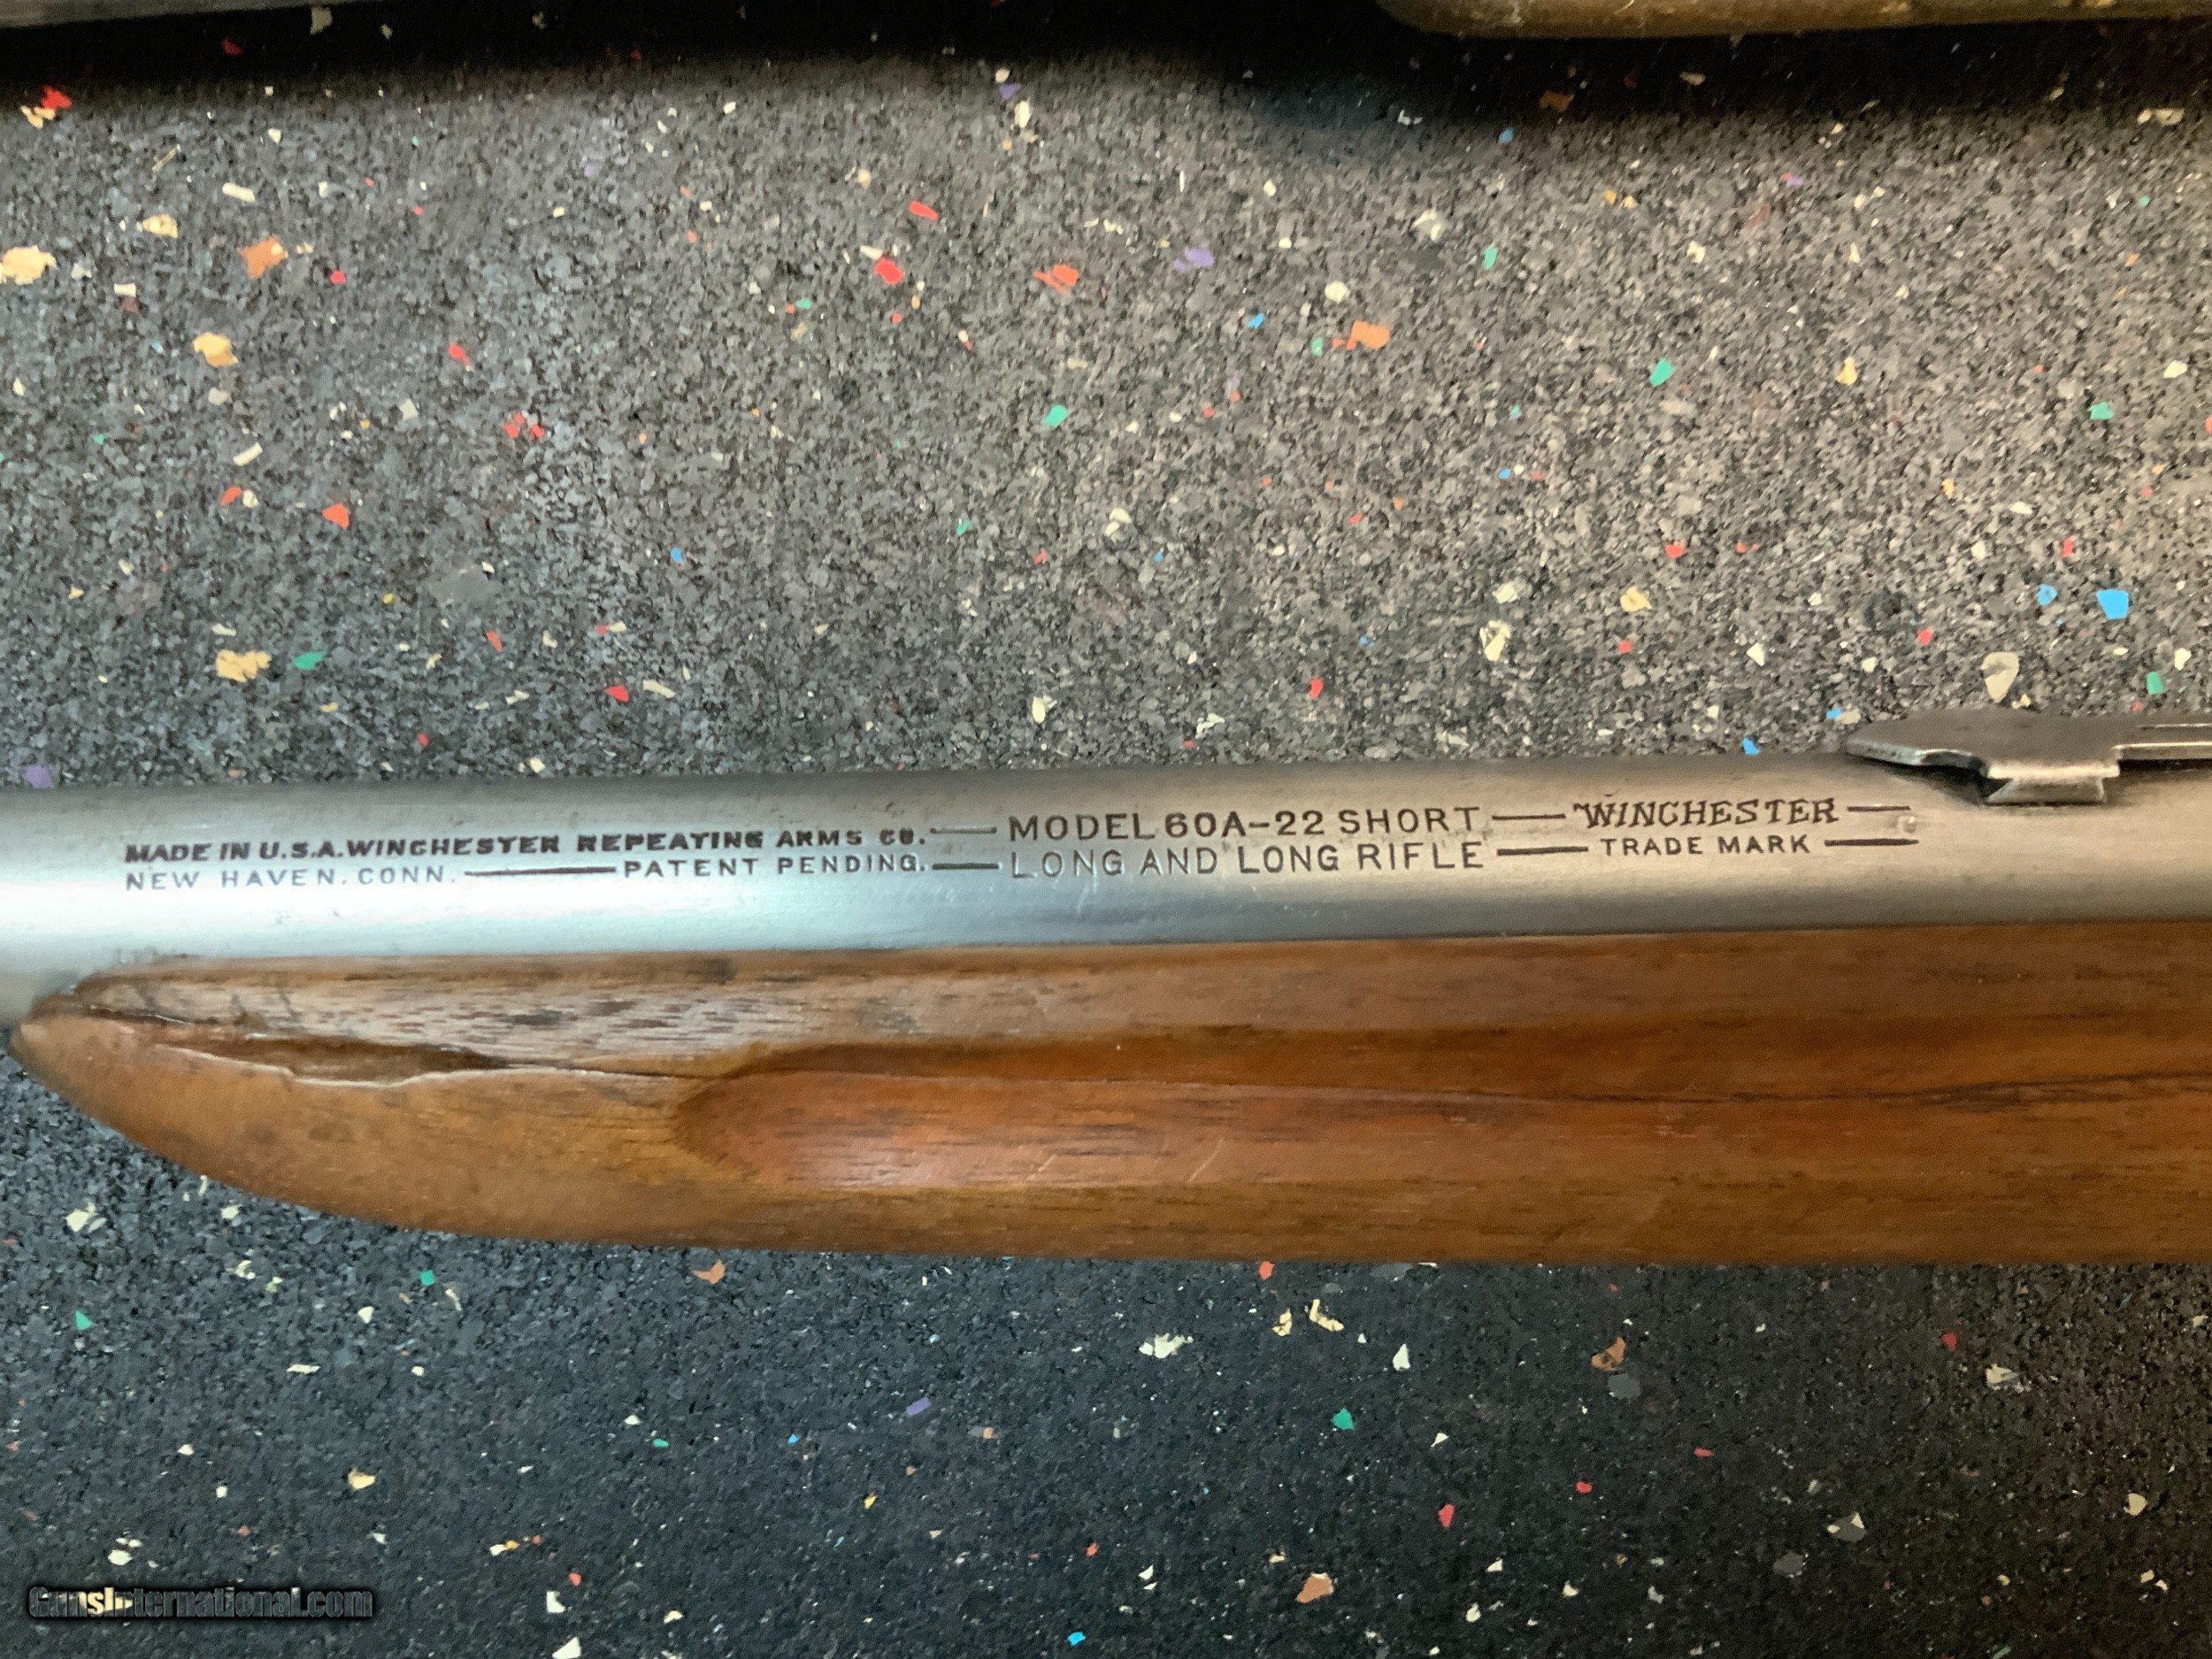 MADE IN U.S.A. WINCHESTER REPEATING ARMS CO. — MODEL 60A-22 SHORT — WINCHESTER —
NEW HAVEN. CONN. — PATENT PENDING. — LONG AND LONG RIFLE — TRADE MARK —
GunsInternational.com